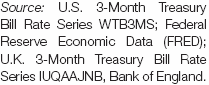 Source: U.S. 3-Month Treasury
Bill Rate Series WTB3MS; Federal
Reserve Economic Data (FRED);
U.K. 3-Month Treasury Bill Rate
Series IUQAAJNB, Bank of England.